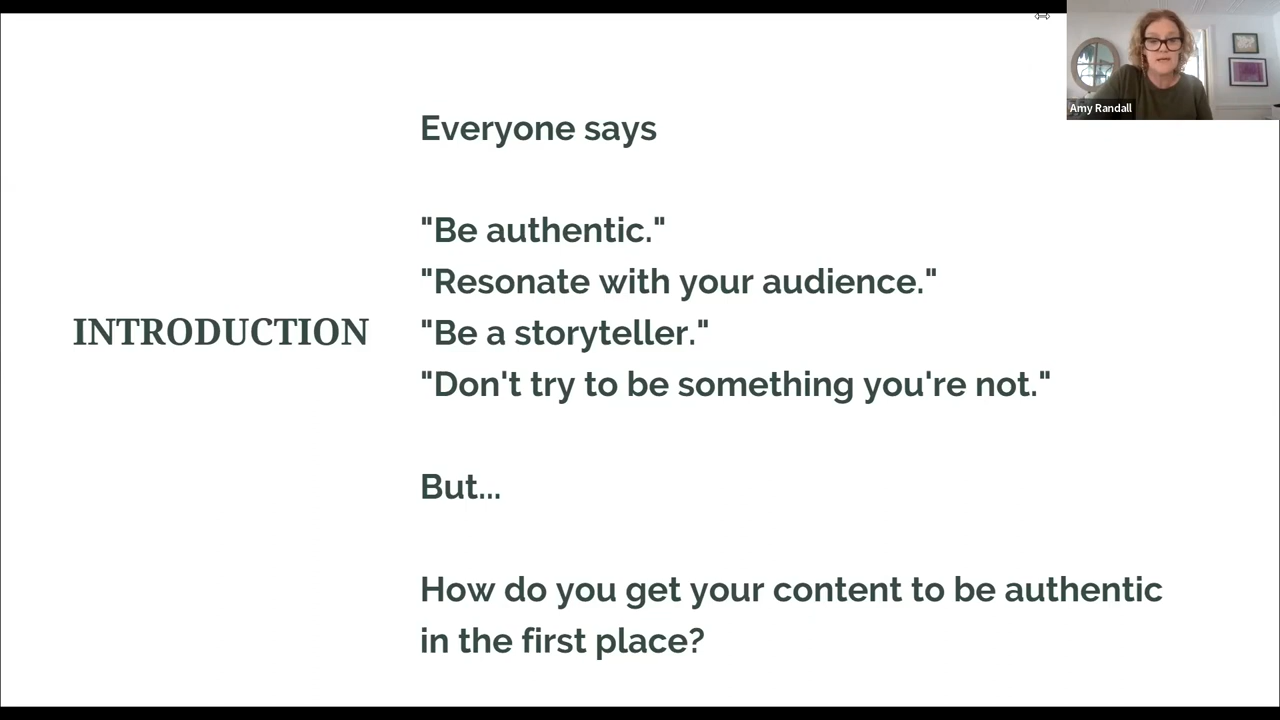 Everyone says
"Be authentic."
"Resonate with your audience."
INTRODUCTION
"Be a storyteller."
"Don't try to be something you're not."
But...
How do you get your content to be authentic
in the first place?
Amy Randall